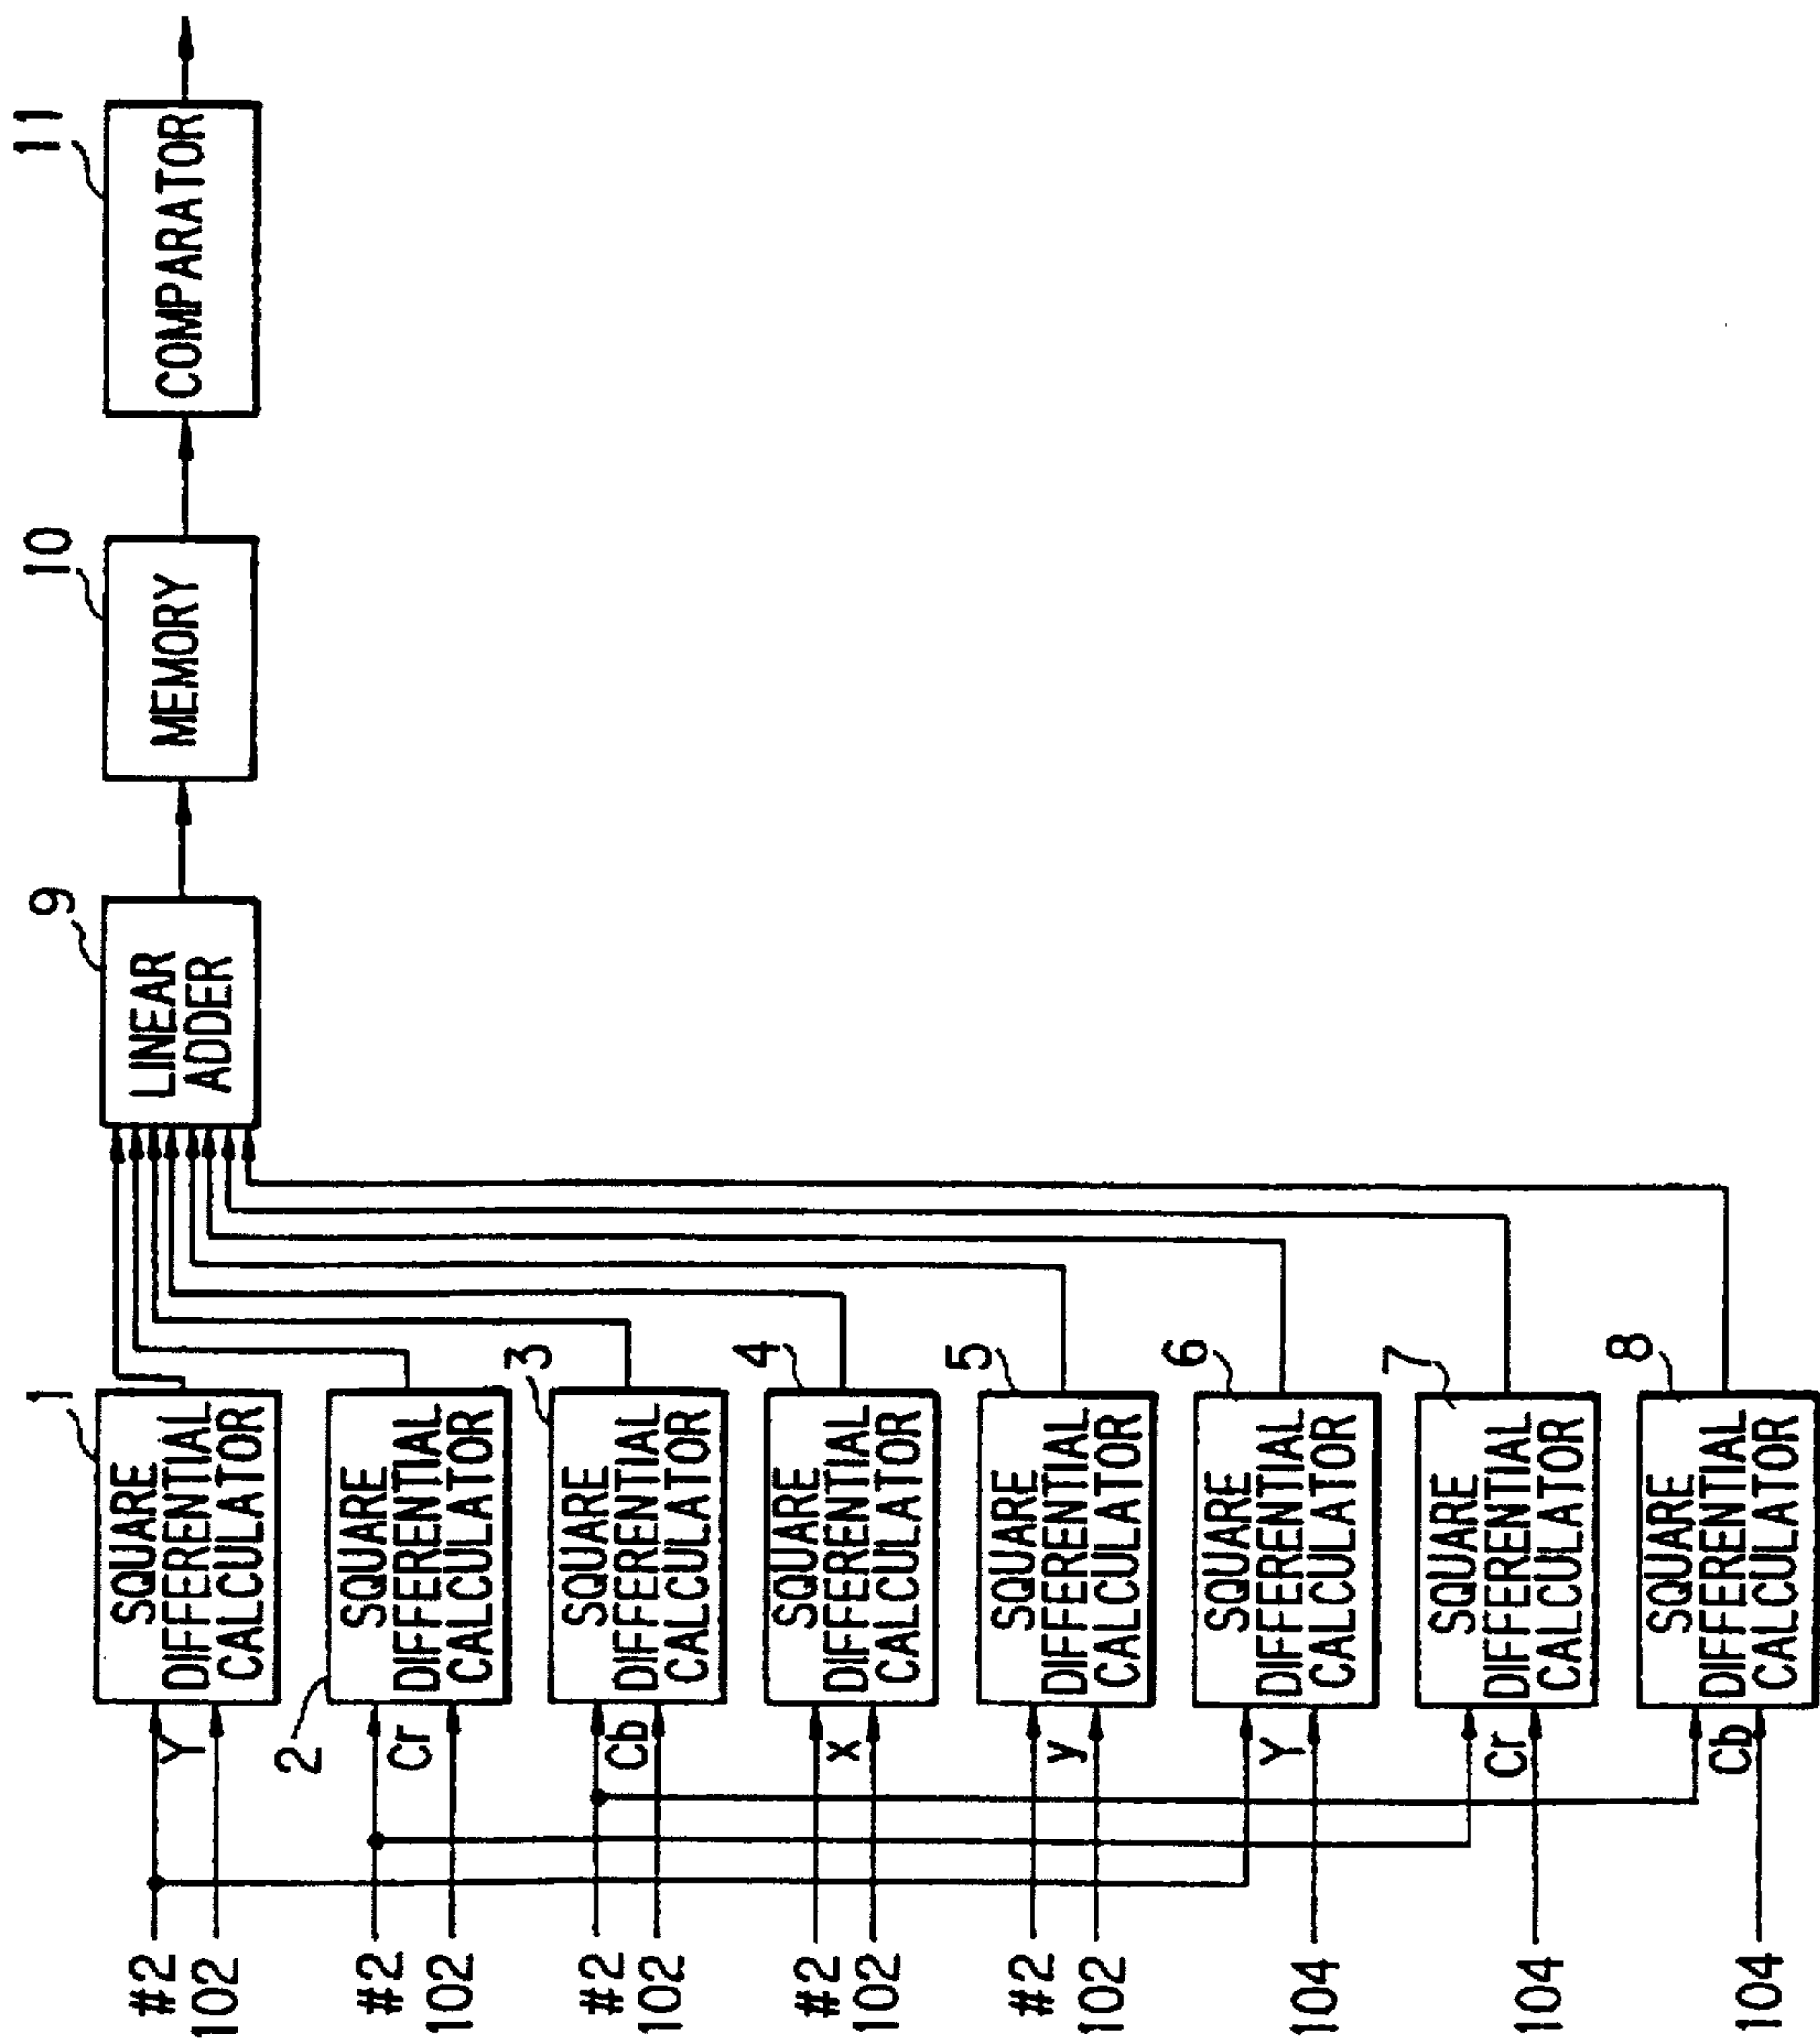 #2
102
Y
1
SQUARE
DIFFERENTIAL
CALCULATOR
#2
102
Cr
2
SQUARE
DIFFERENTIAL
CALCULATOR
#2
102
Cb
3
SQUARE
DIFFERENTIAL
CALCULATOR
#2
102
x
4
SQUARE
DIFFERENTIAL
CALCULATOR
#2
102
y
5
SQUARE
DIFFERENTIAL
CALCULATOR
104
Y
6
SQUARE
DIFFERENTIAL
CALCULATOR
104
Cr
7
SQUARE
DIFFERENTIAL
CALCULATOR
104
Cb
8
SQUARE
DIFFERENTIAL
CALCULATOR
9
LINEAR
ADDER
10
MEMORY
11
COMPARATOR